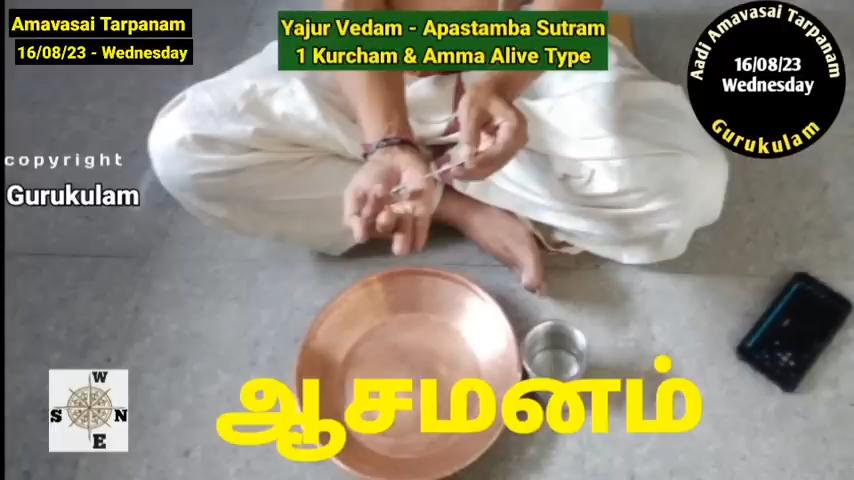 Amavasai Tarpanam
16/08/23 - Wednesday
Yajur Vedam - Apastamba Sutram
1 Kurcham & Amma Alive Type
Aadi Amavasai Tarpanam
16/08/23
Wednesday
Gurukulam
copyright
Gurukulam
W
S N
E
ஆசமனம்